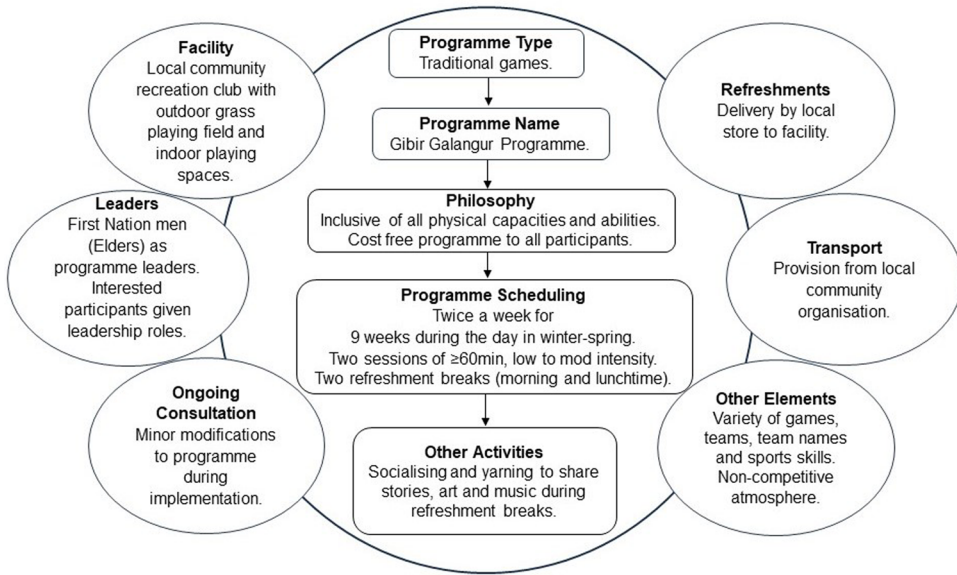 Facility
Local community
recreation club with
outdoor grass
playing field and
indoor playing
spaces.
Leaders
First Nation men
(Elders) as
programme leaders.
Interested
participants given
leadership roles.
Ongoing
Consultation
Minor modifications
to programme
during
implementation.
Programme Type
Traditional games.
Programme Name
Gibir Galangur Programme.
Philosophy
Inclusive of all physical capacities and abilities.
Cost free programme to all participants.
Programme Scheduling
Twice a week for
9 weeks during the day in winter-spring.
Two sessions of ≥60min, low to mod intensity.
Two refreshment breaks (morning and lunchtime).
Other Activities
Socialising and yarning to share
stories, art and music during
refreshment breaks.
Refreshments
Delivery by local
store to facility.
Transport
Provision from local
community
organisation.
Other Elements
Variety of games,
teams, team names
and sports skills.
Non-competitive
atmosphere.